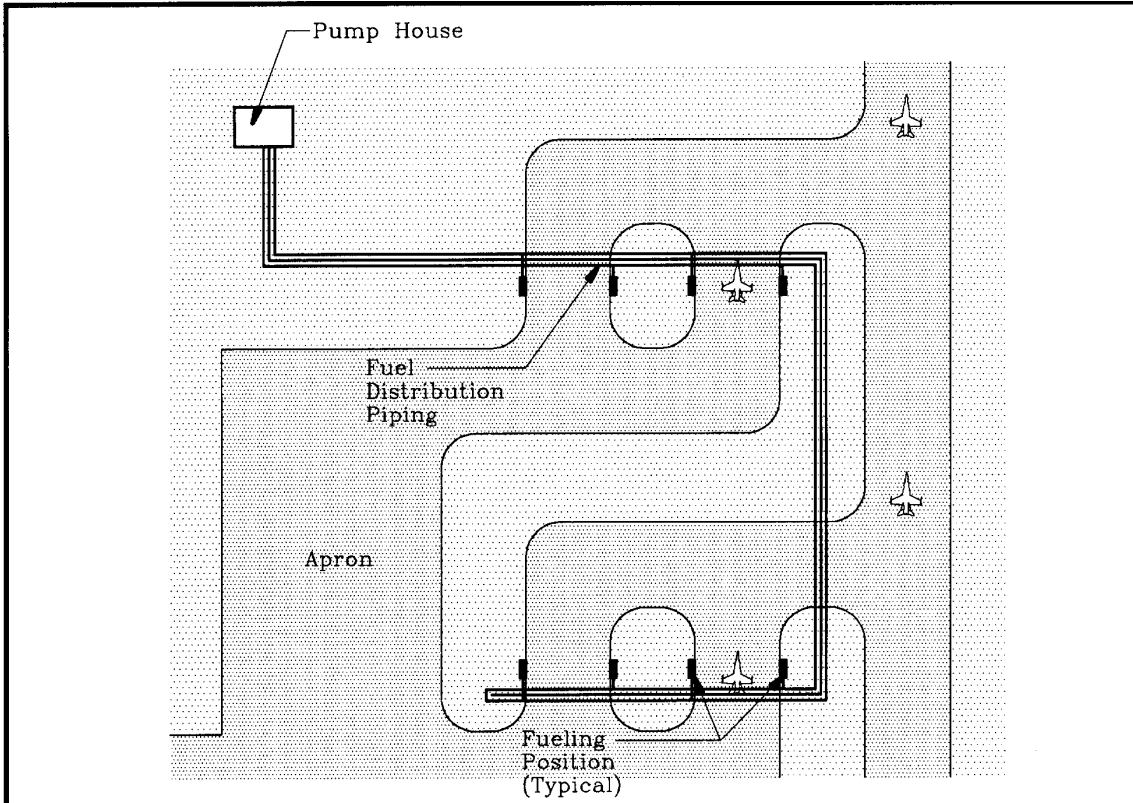 Pump House
Fuel
Distribution
Piping
Apron
Fueling
Position
(Typical)